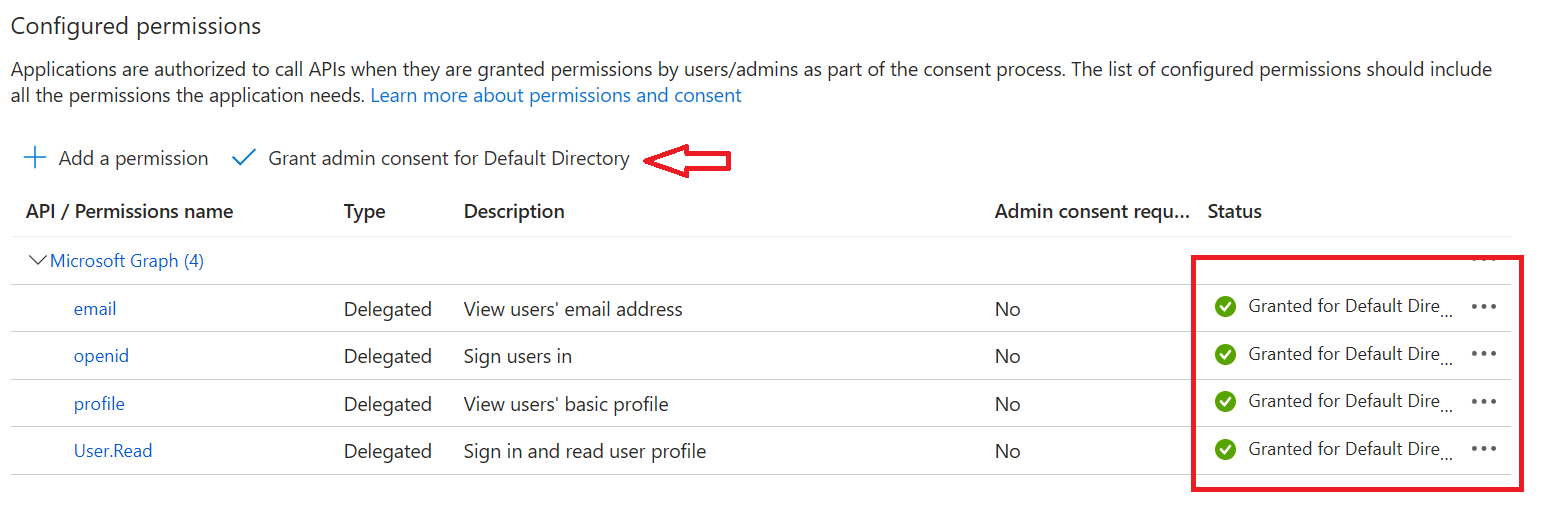 Configured permissions
Applications are authorized to call APIs when they are granted permissions by users/admins as part of the consent process. The list of configured permissions should include
all the permissions the application needs. Learn more about permissions and consent
Add a permission Grant admin consent for Default Directory
API / Permissions name Type Description Admin consent requ... Status
Microsoft Graph (4)
email Delegated View users' email address No Granted for Default Dire...
openid Delegated Sign users in No Granted for Default Dire...
profile Delegated View users' basic profile No Granted for Default Dire...
User.Read Delegated Sign in and read user profile No Granted for Default Dire...